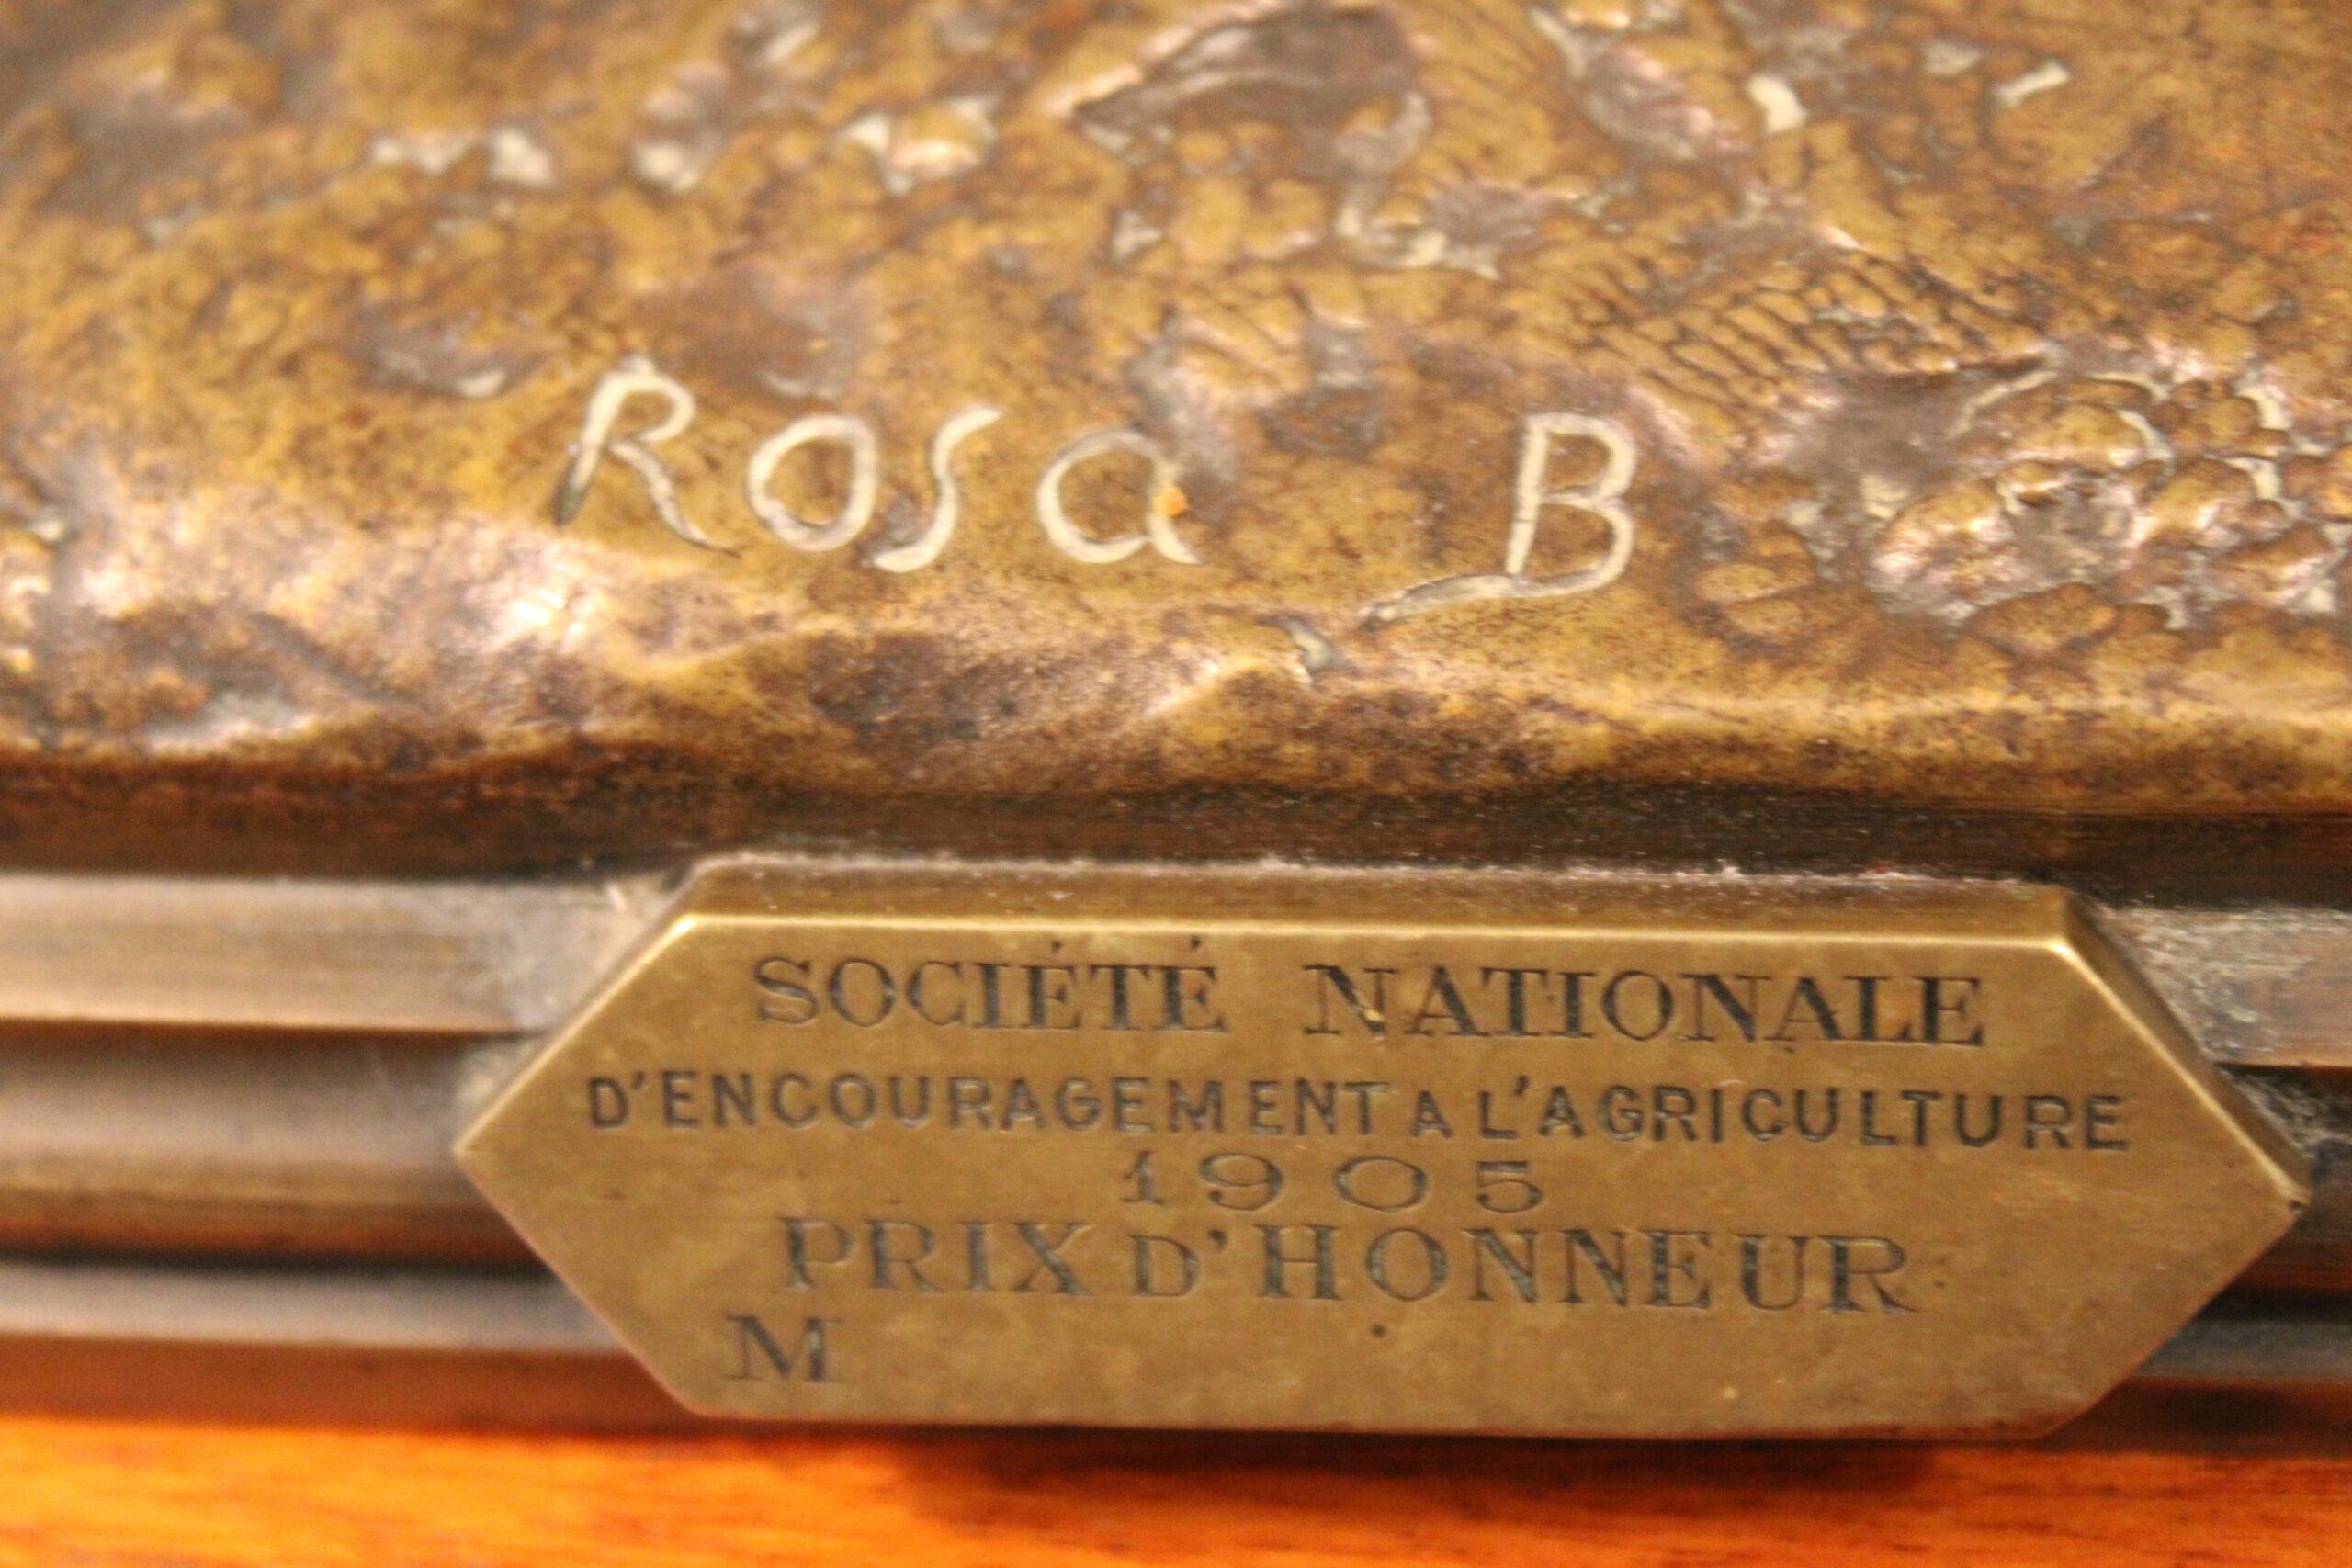 Rosa B
SOCIÉTÉ NATIONALE
D'ENCOURAGEMENT A L'AGRICULTURE
1905
PRIX D'HONNEUR
M